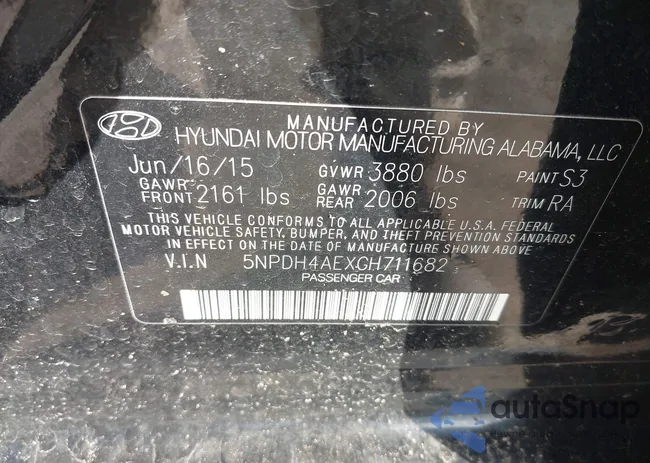 MANUFACTURED BY
HYUNDAI MOTOR MANUFACTURING ALABAMA, LLC
Jun/16/15 GVWR 3880 lbs PAINT S3
GAWR FRONT 2161 lbs GAWR REAR 2006 lbs TRIM RA
THIS VEHICLE CONFORMS TO ALL APPLICABLE U.S.A. FEDERAL
MOTOR VEHICLE SAFETY, BUMPER, AND THEFT PREVENTION STANDARDS
IN EFFECT ON THE DATE OF MANUFACTURE SHOWN ABOVE
V.I.N 5NPDH4AEXGH711682
PASSENGER CAR
autoSnap